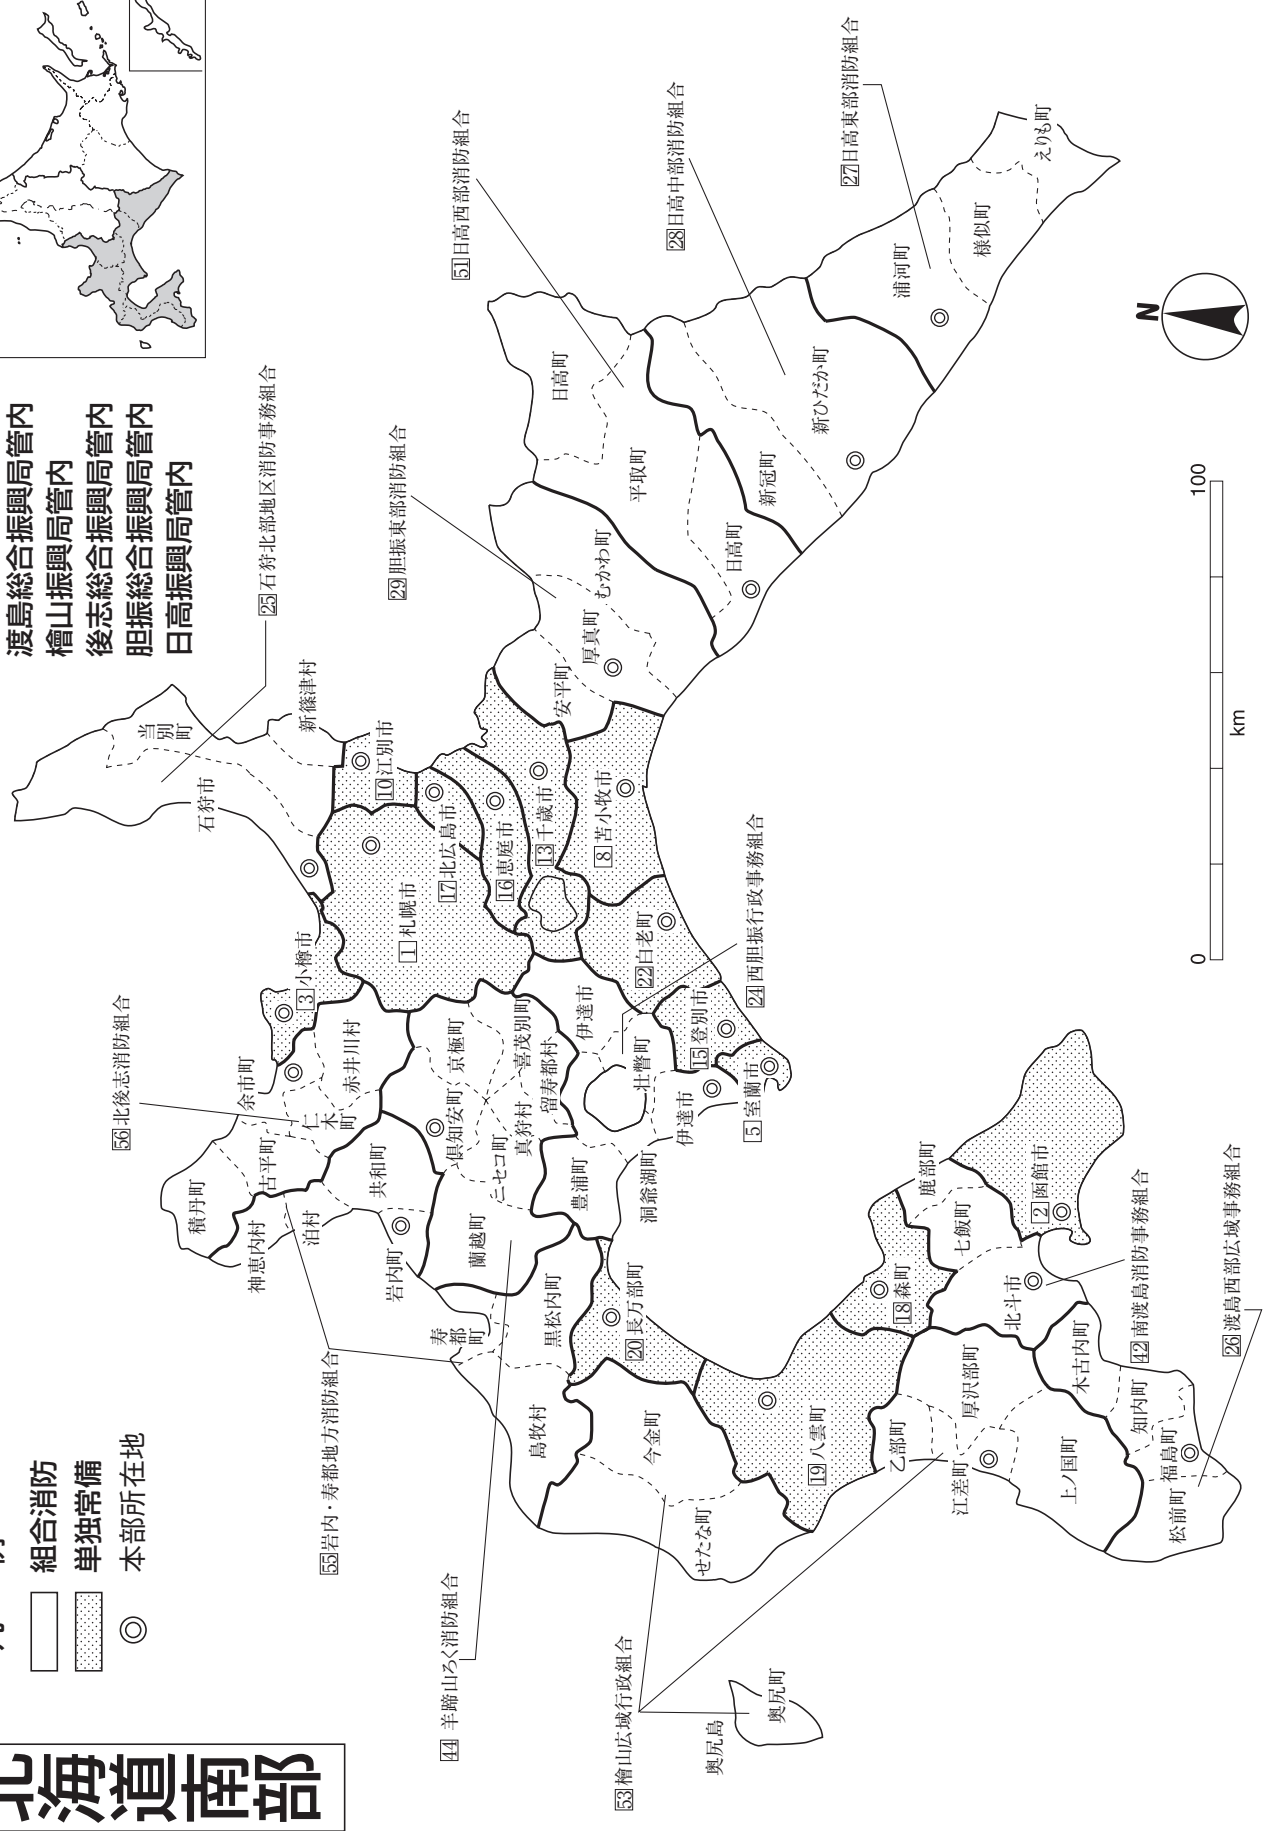 北海道南部
例
組合消防
単独常備
本部所在地
渡島総合振興局管内
檜山振興局管内
後志総合振興局管内
胆振総合振興局管内
日高振興局管内
56北後志消防組合
25石狩北部地区消防事務組合
29胆振東部消防組合
51日高西部消防組合
28日高中部消防組合
27日高東部消防組合
55岩内・寿都地方消防組合
44羊蹄山ろく消防組合
53檜山広域行政組合
24西胆振行政事務組合
42南渡島消防事務組合
26渡島西部広域事務組合
当別町
新篠津村
石狩市
10江別市
17北広島市
16恵庭市
13千歳市
1札幌市
3小樽市
8苫小牧市
22白老町
15登別市
5室蘭市
安平町
厚真町
むかわ町
日高町
平取町
日高町
新冠町
新ひだか町
浦河町
様似町
えりも町
余市町
赤井川村
仁木町
古平町
積丹町
神恵内村
泊村
共和町
岩内町
京極町
倶知安町
喜茂別町
留寿都村
真狩村
ニセコ町
蘭越町
寿都町
黒松内町
島牧村
伊達市
壮瞥町
伊達市
洞爺湖町
豊浦町
20長万部町
今金町
せたな町
19八雲町
18森町
鹿部町
七飯町
2函館市
北斗市
木古内町
知内町
福島町
松前町
厚沢部町
乙部町
江差町
上ノ国町
奥尻島
奥尻町
N
0
100
km